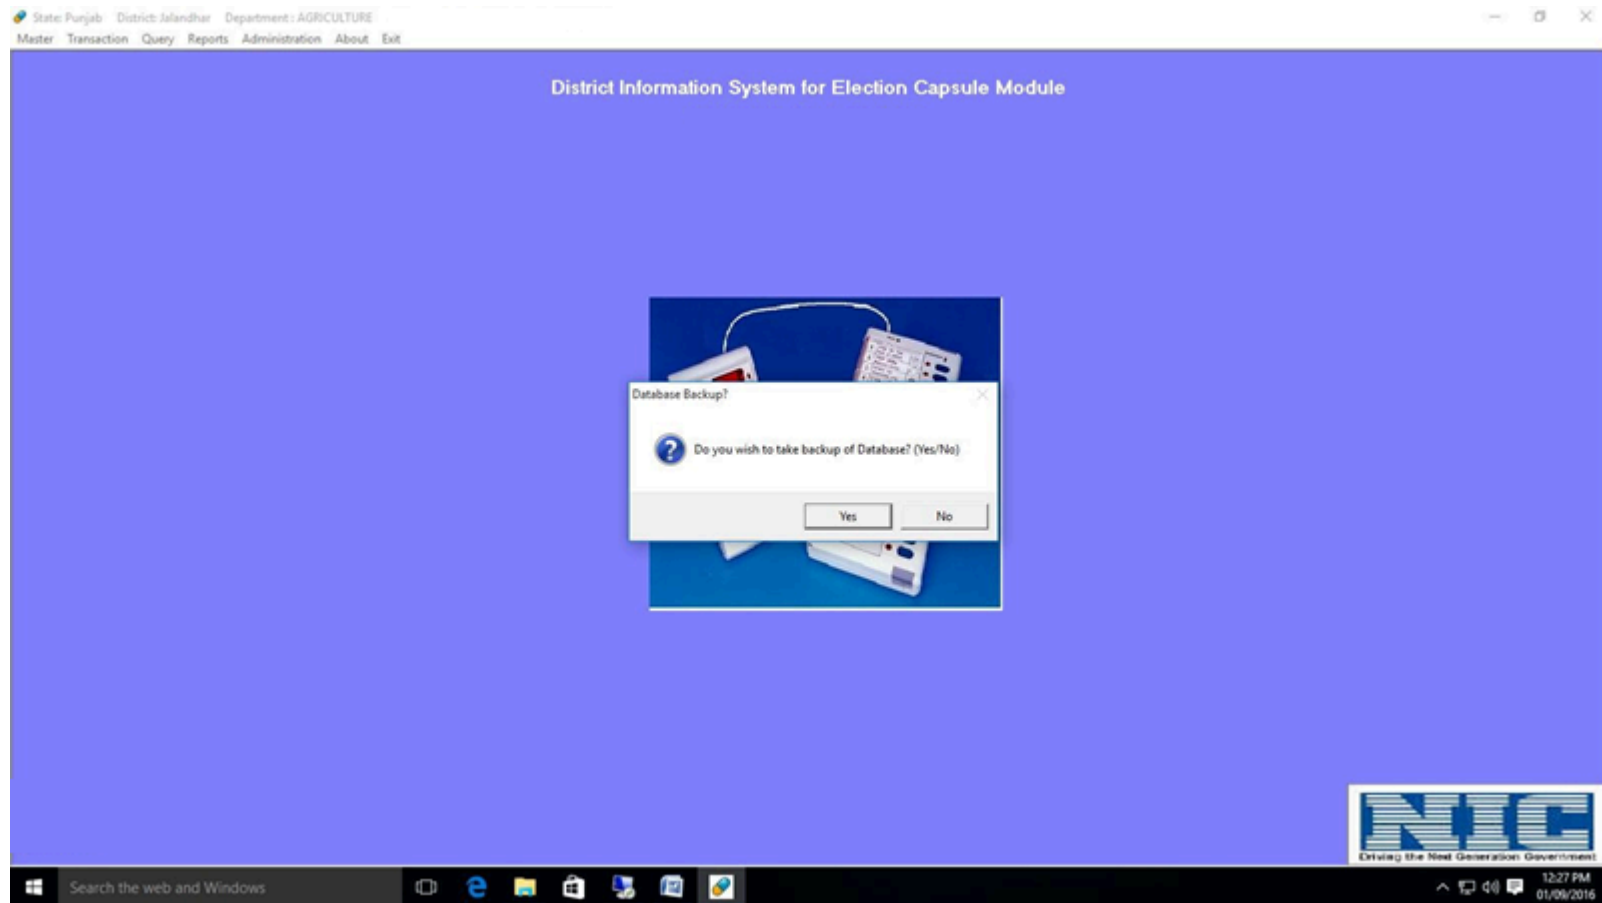 State: Punjab District: Jalandhar Department : AGRICULTURE
Master Transaction Query Reports Administration About Exit
District Information System for Election Capsule Module
Database Backup?
Do you wish to take backup of Database? (Yes/No)
Yes No
NIC
Driving the Next Generation Government
Search the web and Windows
12:27 PM
01/09/2016